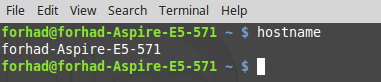 File Edit View Search Terminal Help
forhad@forhad-Aspire-E5-571 ~ $ hostname
forhad-Aspire-E5-571
forhad@forhad-Aspire-E5-571 ~ $